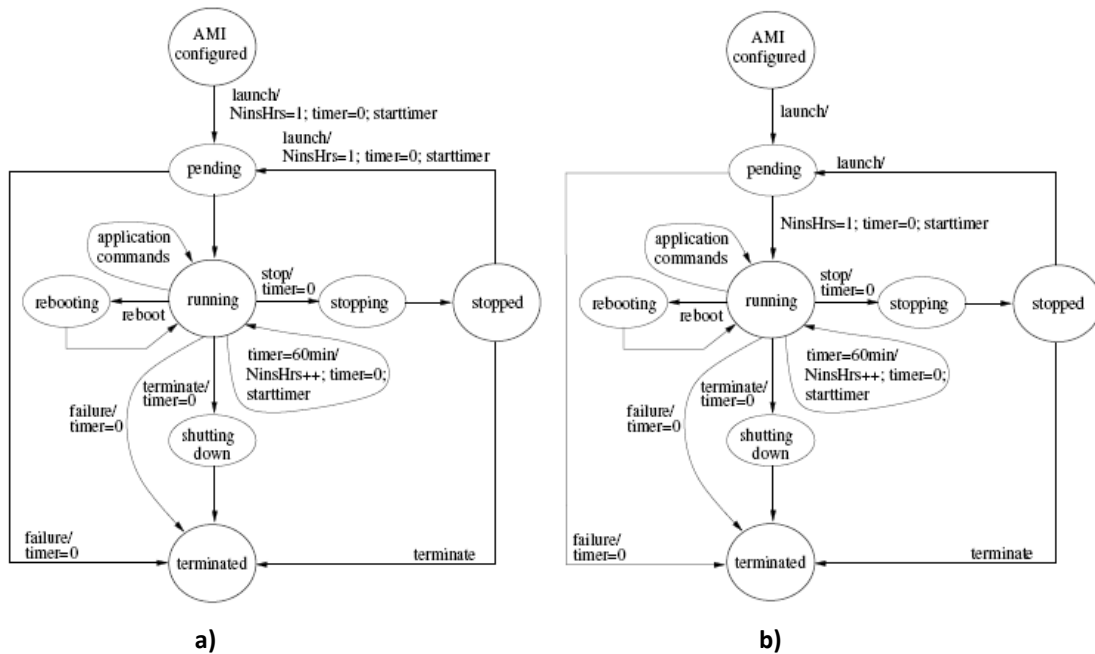 AMI
configured
launch/
NinsHrs=1; timer=0; starttimer
launch/
NinsHrs=1; timer=0; starttimer
pending
application
commands
rebooting
reboot
running
stop/
timer=0
stopping
stopped
timer=60min/
NinsHrs++; timer=0;
starttimer
terminate/
timer=0
failure/
timer=0
shutting
down
failure/
timer=0
terminated
terminate
a)
AMI
configured
launch/
pending
launch/
NinsHrs=1; timer=0; starttimer
application
commands
rebooting
reboot
running
stop/
timer=0
stopping
stopped
timer=60min/
NinsHrs++; timer=0;
starttimer
terminate/
timer=0
failure/
timer=0
shutting
down
failure/
timer=0
terminated
terminate
b)